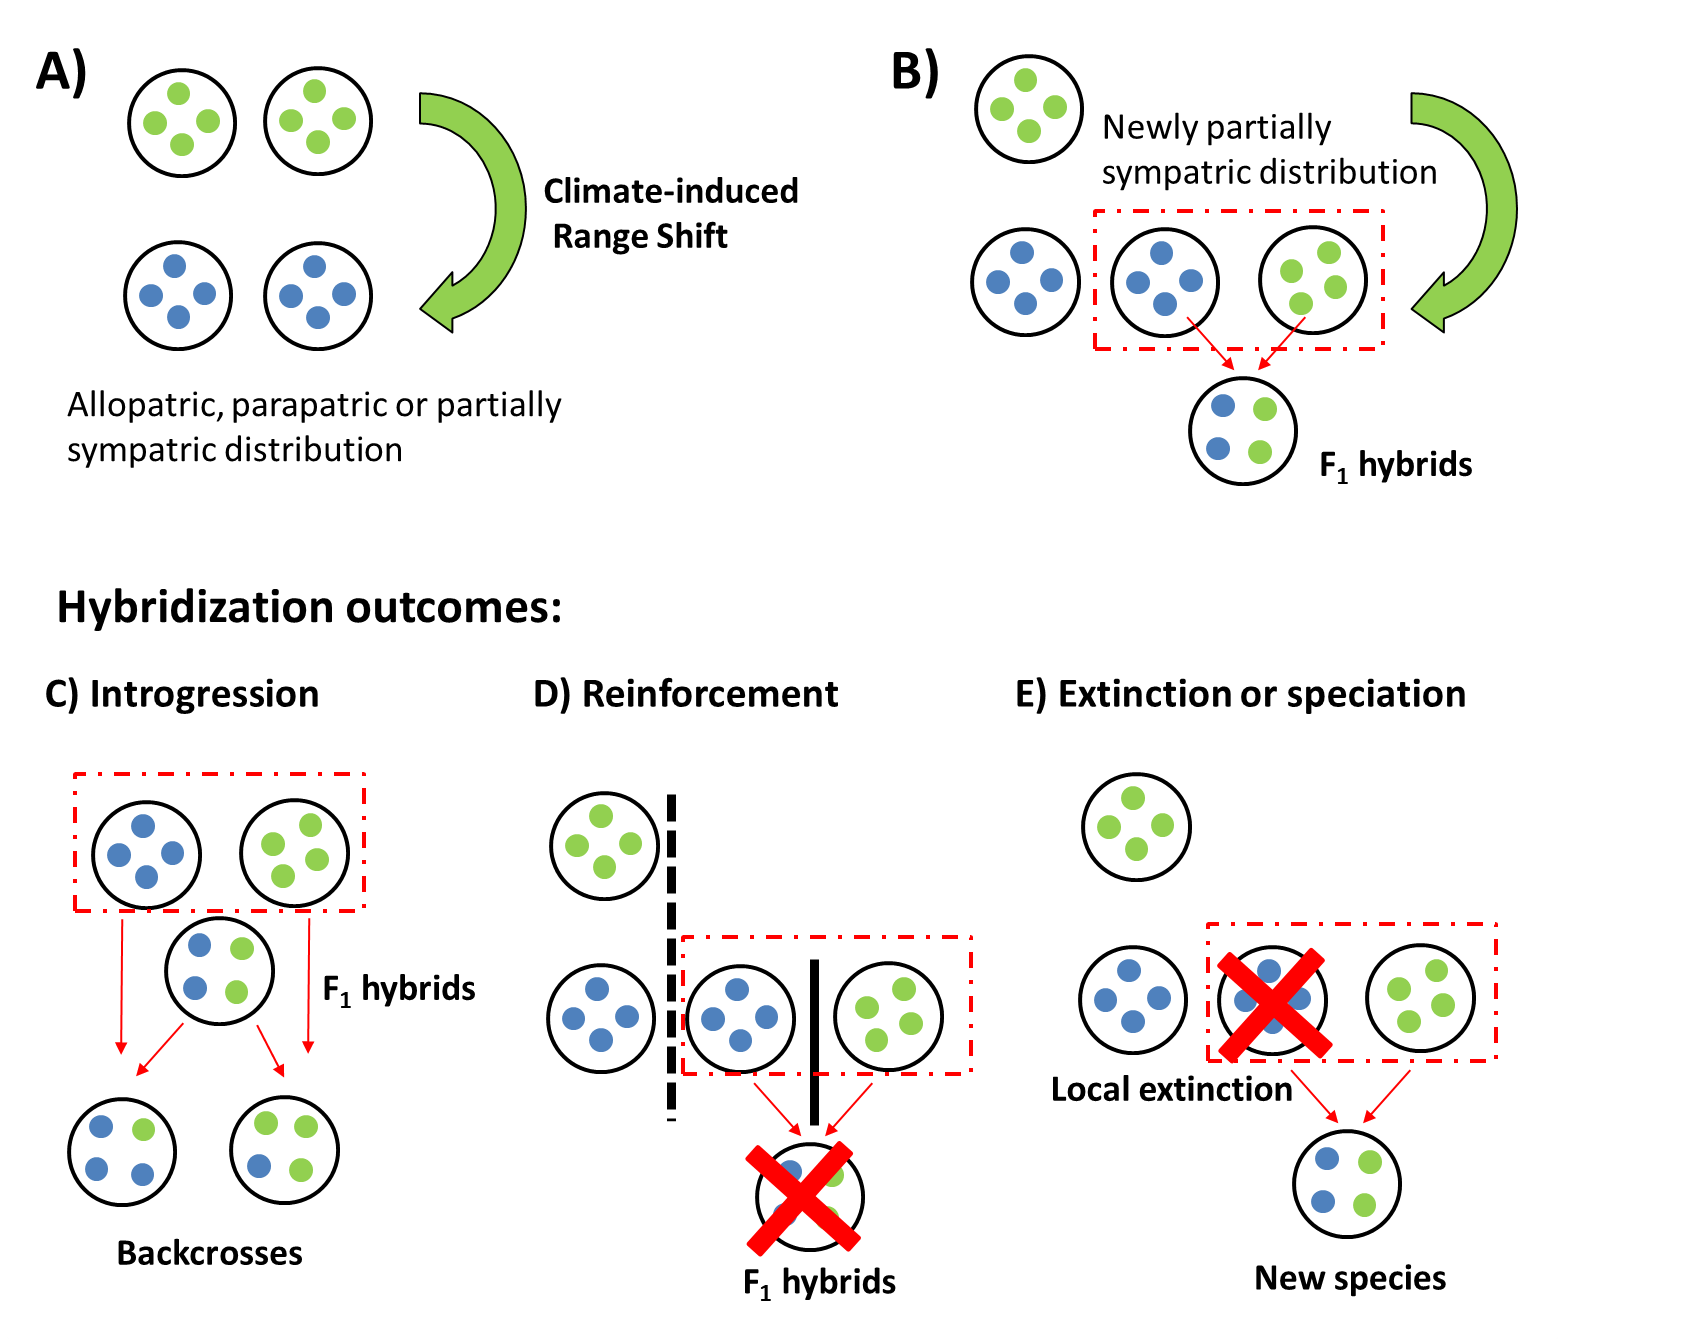 A)
Climate-induced
Range Shift
Allopatric, parapatric or partially
sympatric distribution
B)
Newly partially
sympatric distribution
F1 hybrids
Hybridization outcomes:
C) Introgression
F1 hybrids
Backcrosses
D) Reinforcement
F1 hybrids
E) Extinction or speciation
Local extinction
New species